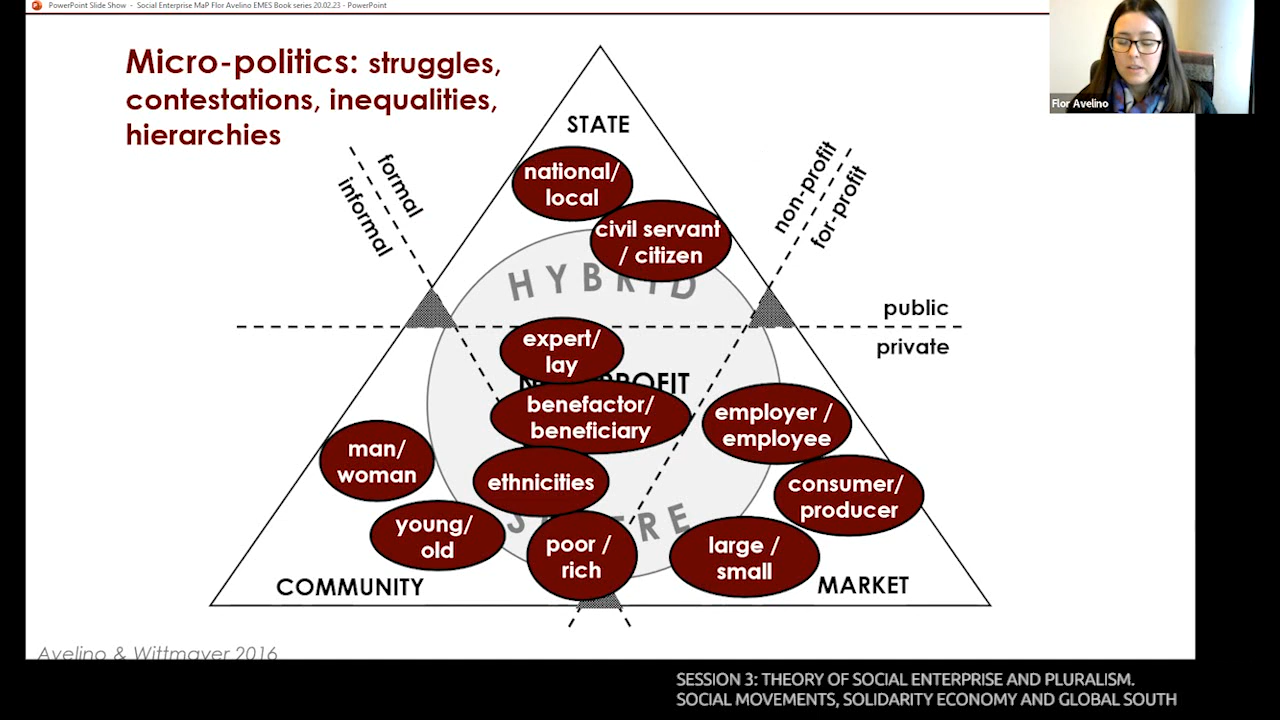 PowerPoint Slide Show - Social Enterprise MaP Flor Avelino EMES Book series 20.02.23 - PowerPoint
Flor Avelino
Micro-politics: struggles,
contestations, inequalities,
hierarchies
STATE
formal
informal
non-profit
for-profit
national/
local
civil servant
/ citizen
HYBRID
public
private
expert/
lay
benefactor/
beneficiary
employer /
employee
man/
woman
ethnicities
consumer/
producer
young/
old
poor /
rich
large /
small
COMMUNITY
MARKET
Avelino & Wittmayer 2016
SESSION 3: THEORY OF SOCIAL ENTERPRISE AND PLURALISM.
SOCIAL MOVEMENTS, SOLIDARITY ECONOMY AND GLOBAL SOUTH